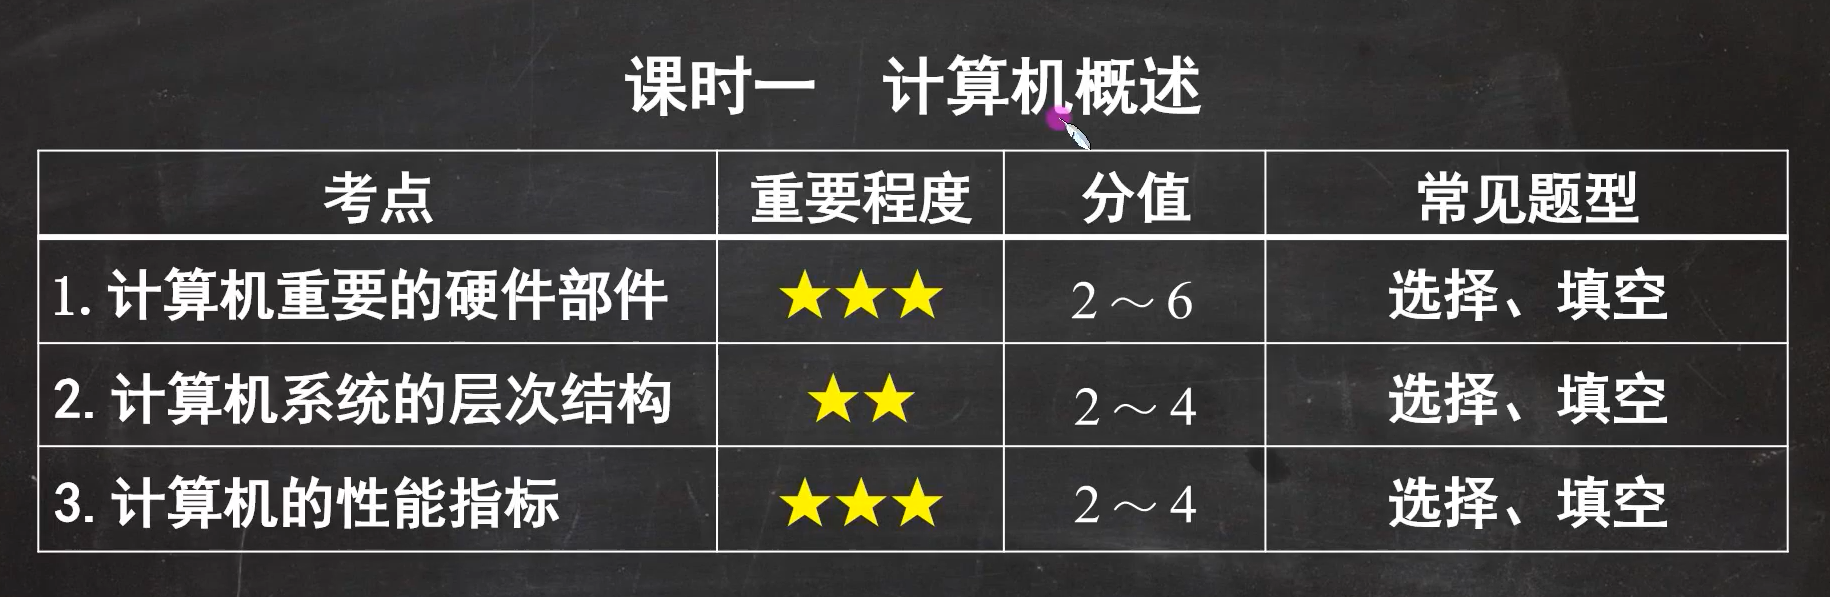 课时一 计算机概述
考点 重要程度 分值 常见题型
1.计算机重要的硬件部件 ★★★ 2～6 选择、填空
2.计算机系统的层次结构 ★★ 2～4 选择、填空
3.计算机的性能指标 ★★★ 2～4 选择、填空